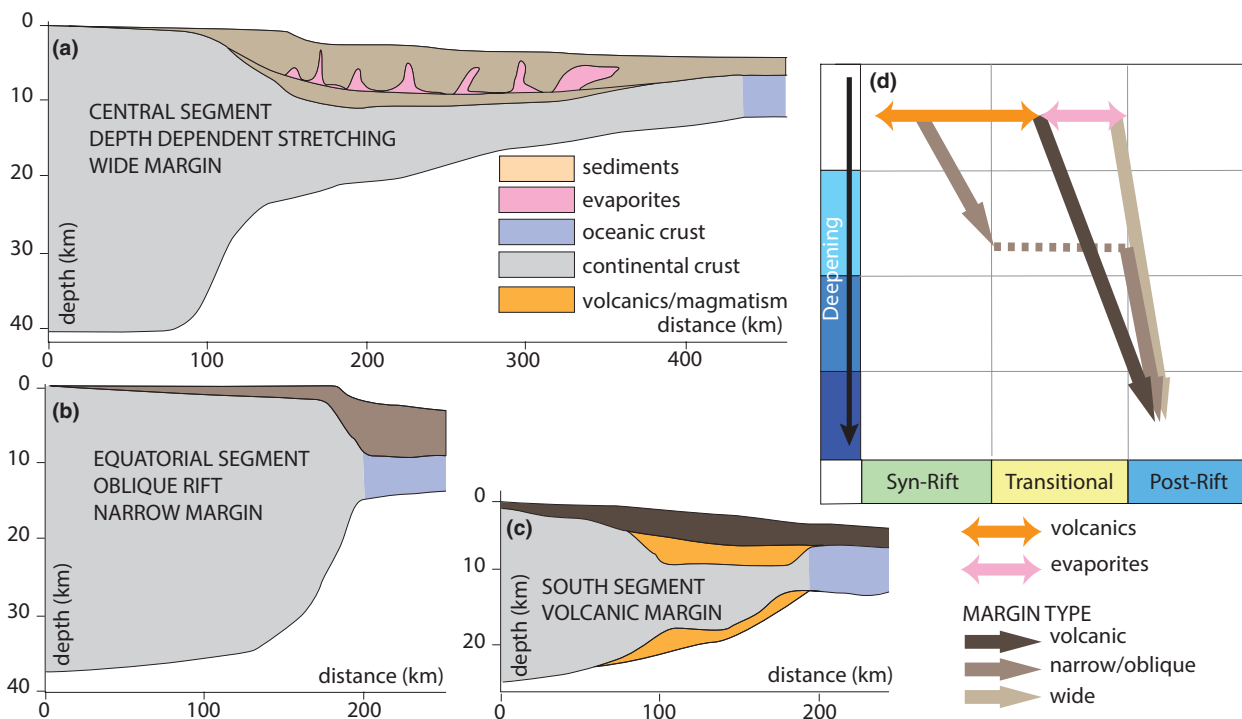 (a)
0
10
20
30
40
depth (km)
CENTRAL SEGMENT
DEPTH DEPENDENT STRETCHING
WIDE MARGIN
sediments
evaporites
oceanic crust
continental crust
volcanics/magmatism
distance (km)
0
100
200
300
400
(b)
0
10
20
30
40
depth (km)
EQUATORIAL SEGMENT
OBLIQUE RIFT
NARROW MARGIN
distance (km)
0
100
200
(c)
0
10
20
depth (km)
SOUTH SEGMENT
VOLCANIC MARGIN
distance (km)
0
100
200
(d)
Deepening
Syn-Rift
Transitional
Post-Rift
volcanics
evaporites
MARGIN TYPE
volcanic
narrow/oblique
wide